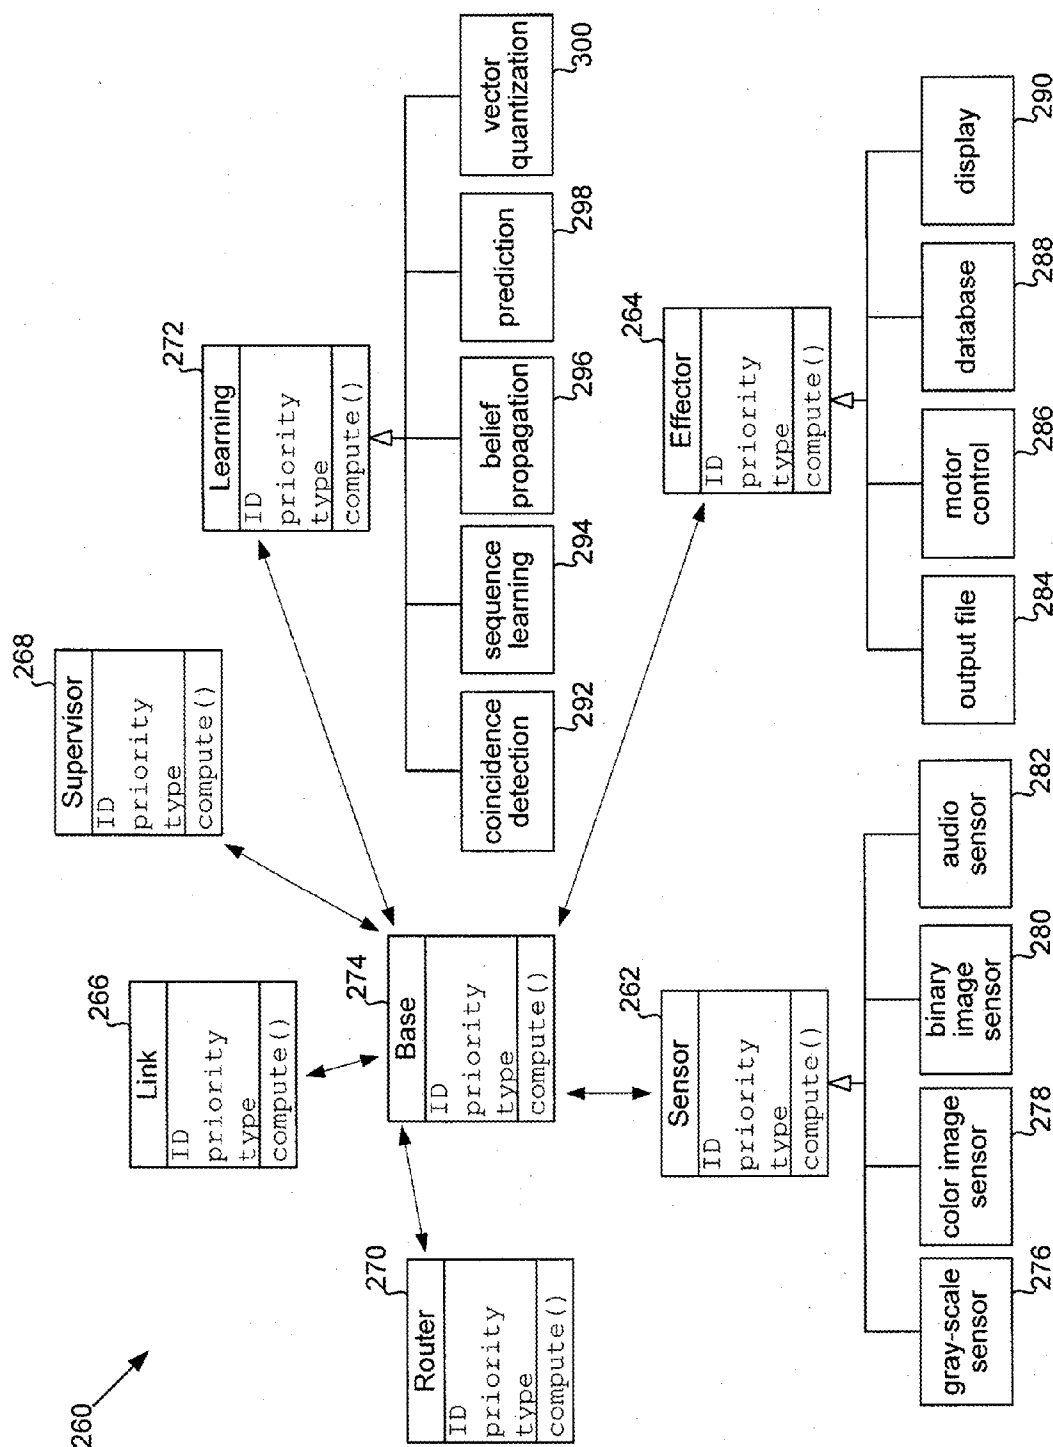 260
270
Router
ID
priority
type
compute()
266
Link
ID
priority
type
compute()
268
Supervisor
ID
priority
type
compute()
274
Base
ID
priority
type
compute()
272
Learning
ID
priority
type
compute()
coincidence
detection
292
sequence
learning
294
belief
propagation
296
prediction
298
vector
quantization
300
262
Sensor
ID
priority
type
compute()
gray-scale
sensor
276
color image
sensor
278
binary
image
sensor
280
audio
sensor
282
264
Effector
ID
priority
type
compute()
output file
284
motor
control
286
database
288
display
290